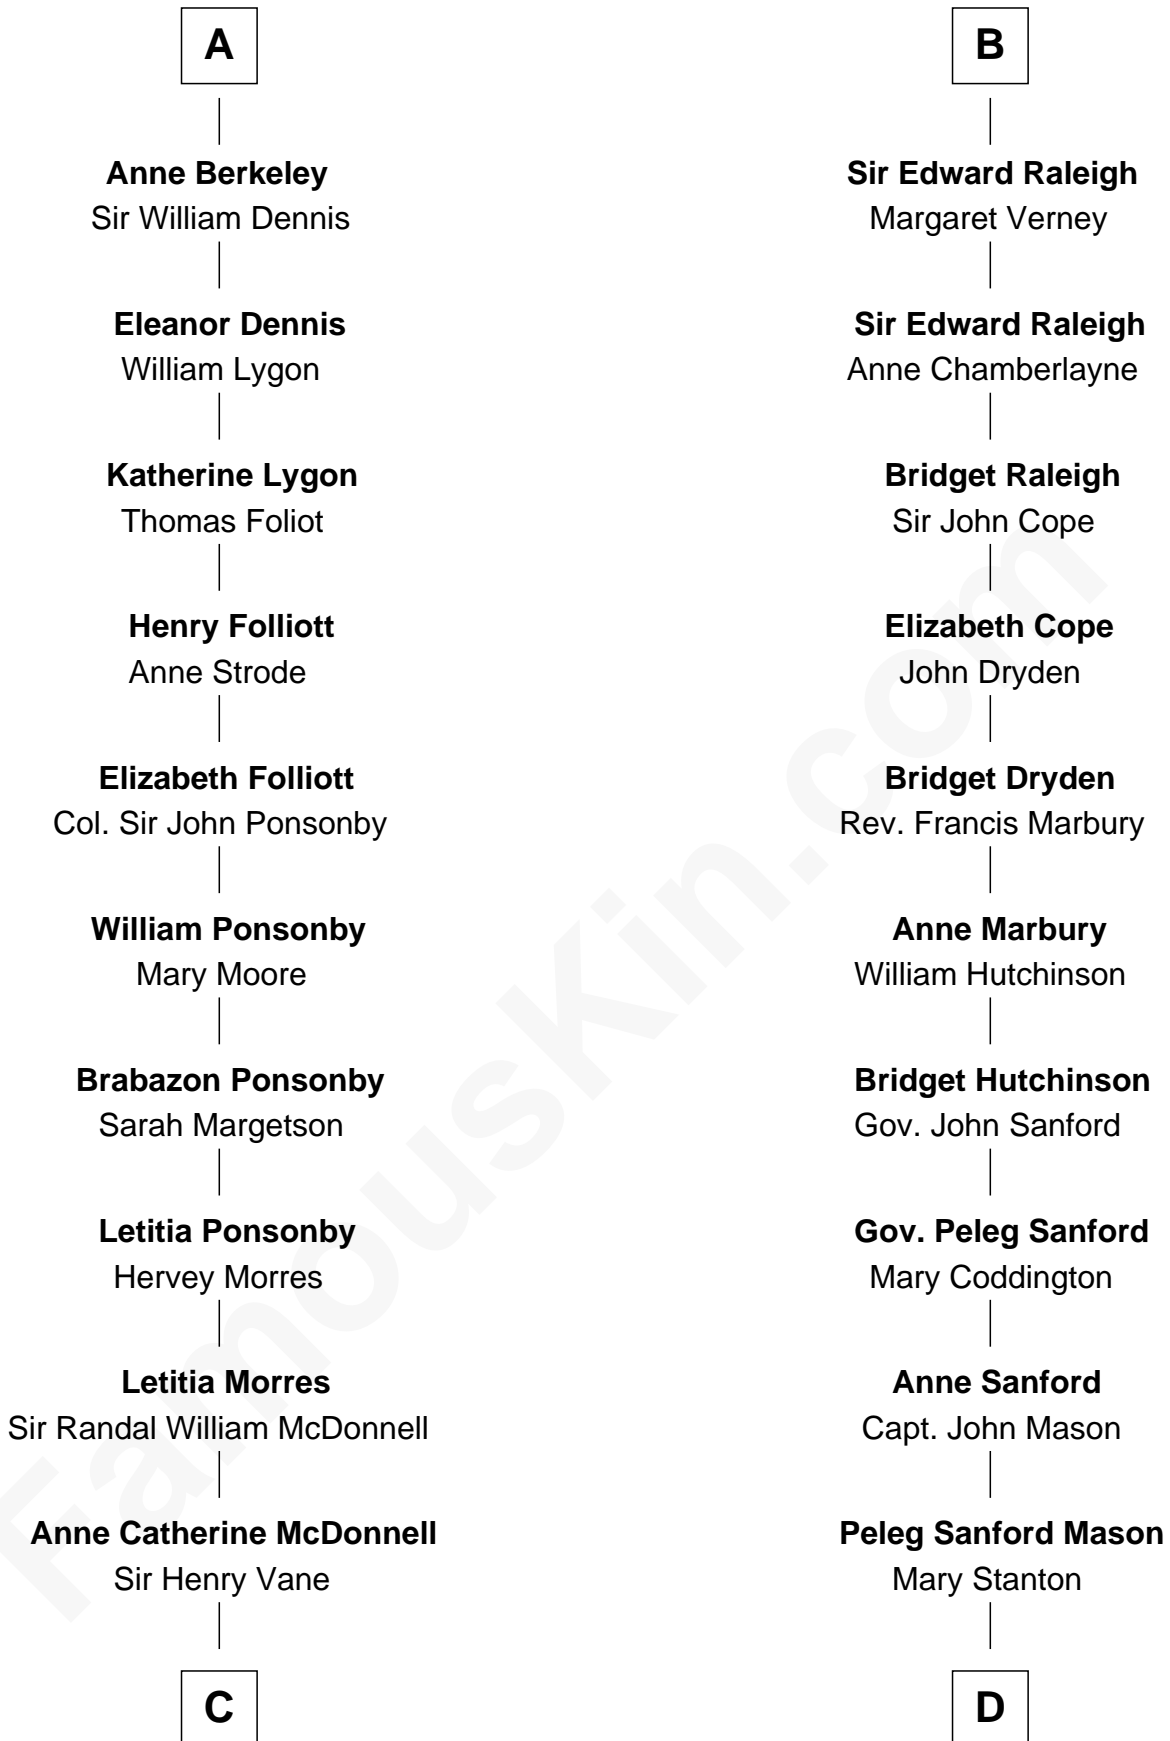 A
Anne Berkeley
Sir William Dennis
Eleanor Dennis
William Lygon
Katherine Lygon
Thomas Foliot
Henry Folliott
Anne Strode
Elizabeth Folliott
Col. Sir John Ponsonby
William Ponsonby
Mary Moore
Brabazon Ponsonby
Sarah Margetson
Letitia Ponsonby
Hervey Morres
Letitia Morres
Sir Randal William McDonnell
Anne Catherine McDonnell
Sir Henry Vane
C
B
Sir Edward Raleigh
Margaret Verney
Sir Edward Raleigh
Anne Chamberlayne
Bridget Raleigh
Sir John Cope
Elizabeth Cope
John Dryden
Bridget Dryden
Rev. Francis Marbury
Anne Marbury
William Hutchinson
Bridget Hutchinson
Gov. John Sanford
Gov. Peleg Sanford
Mary Coddington
Anne Sanford
Capt. John Mason
Peleg Sanford Mason
Mary Stanton
D
FamousKin.com